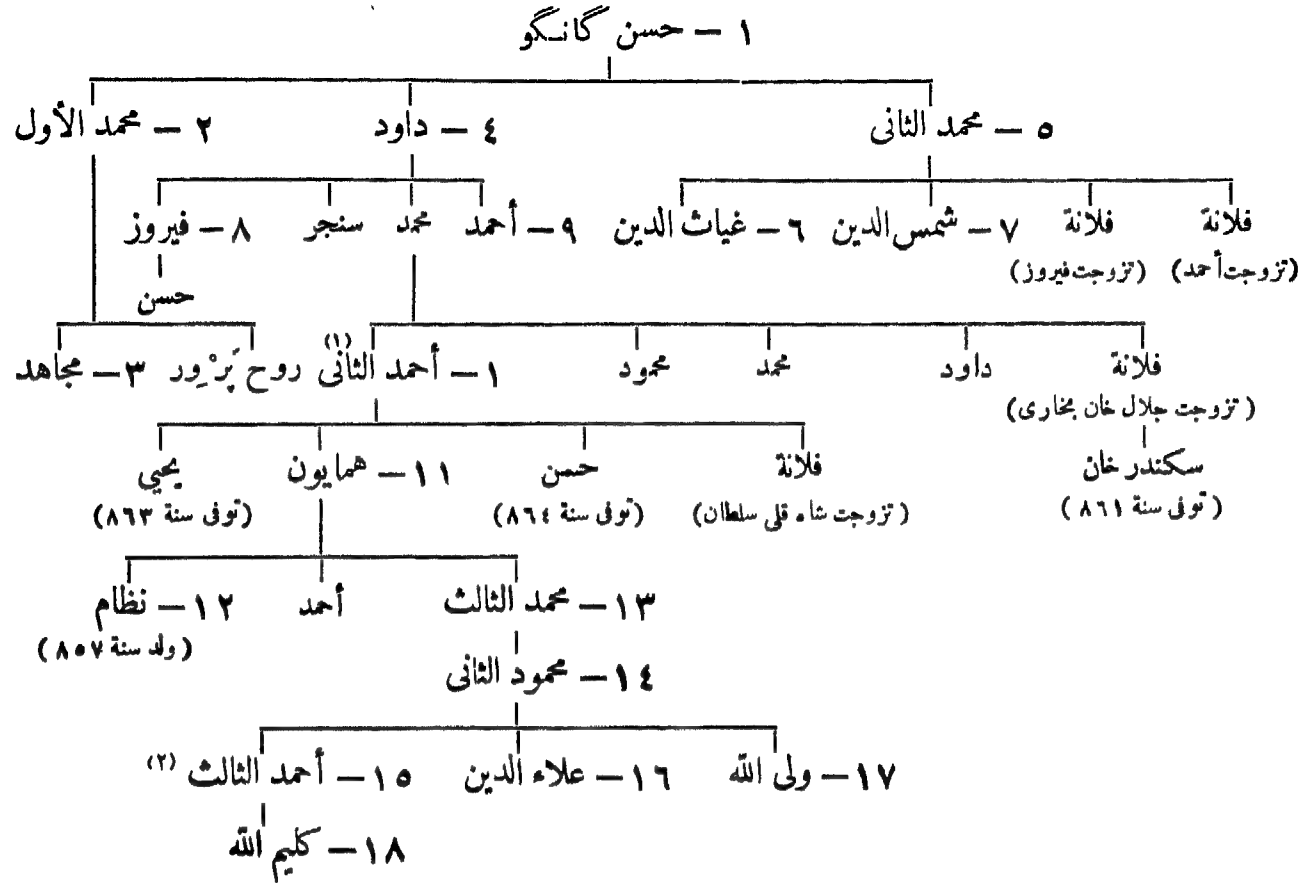 ١ – حسن گانگو
٥ – محمد الثانى ٤ – داود ٢ – محمد الأول
فلانة فلانة ٧ – شمس الدين ٦ – غياث الدين ٩ – أحمد محمد سنجر ٨ – فيروز
(تزوجت أحمد) (تزوجت فيروز)
حسن
فلانة داود محمد محمود ١ – أحمد الثانى (١) روح پَرْوِر ٣ – مجاهد
(تزوجت جلال خان بخارى)
سكندر خان فلانة حسن ١١ – همايون يحيي
(توفى سنة ٨٦١) (تزوجت شاه قلى سلطان) (توفى سنة ٨٦٤) (توفى سنة ٨٦٣)
١٣ – محمد الثالث أحمد ١٢ – نظام
(ولد سنة ٨٥٧)
١٤ – محمود الثانى
١٧ – ولى الله ١٦ – علاء الدين ١٥ – أحمد الثالث (٢)
١٨ – كليم الله